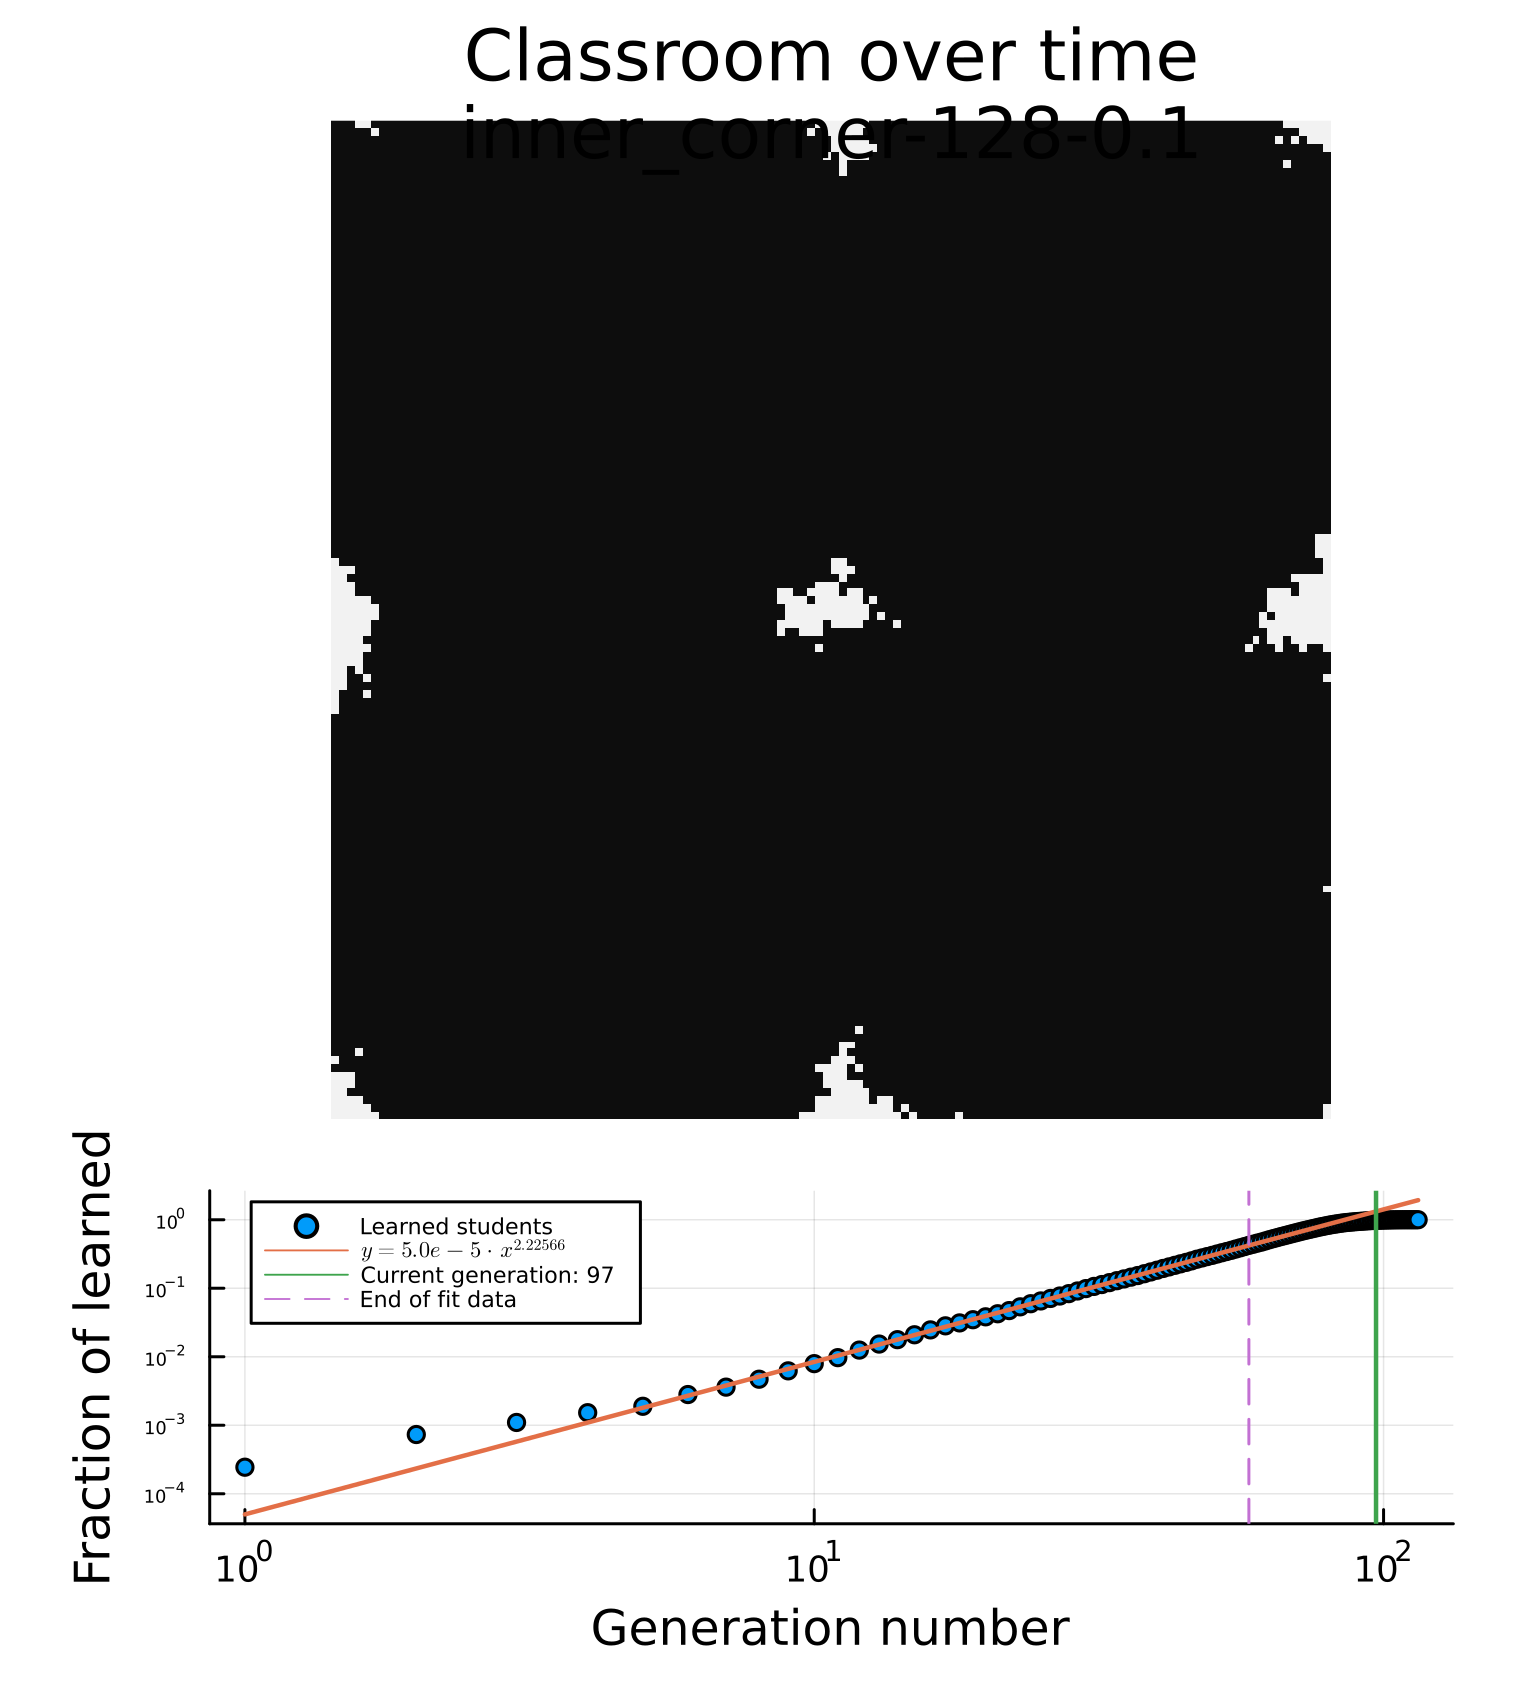 Classroom over time
inner_corner-128-0.1
Fraction of learned
10^0
10^-1
10^-2
10^-3
10^-4
Learned students
y = 5.0e − 5 · x^2.22566
Current generation: 97
End of fit data
10^0 10^1 10^2
Generation number